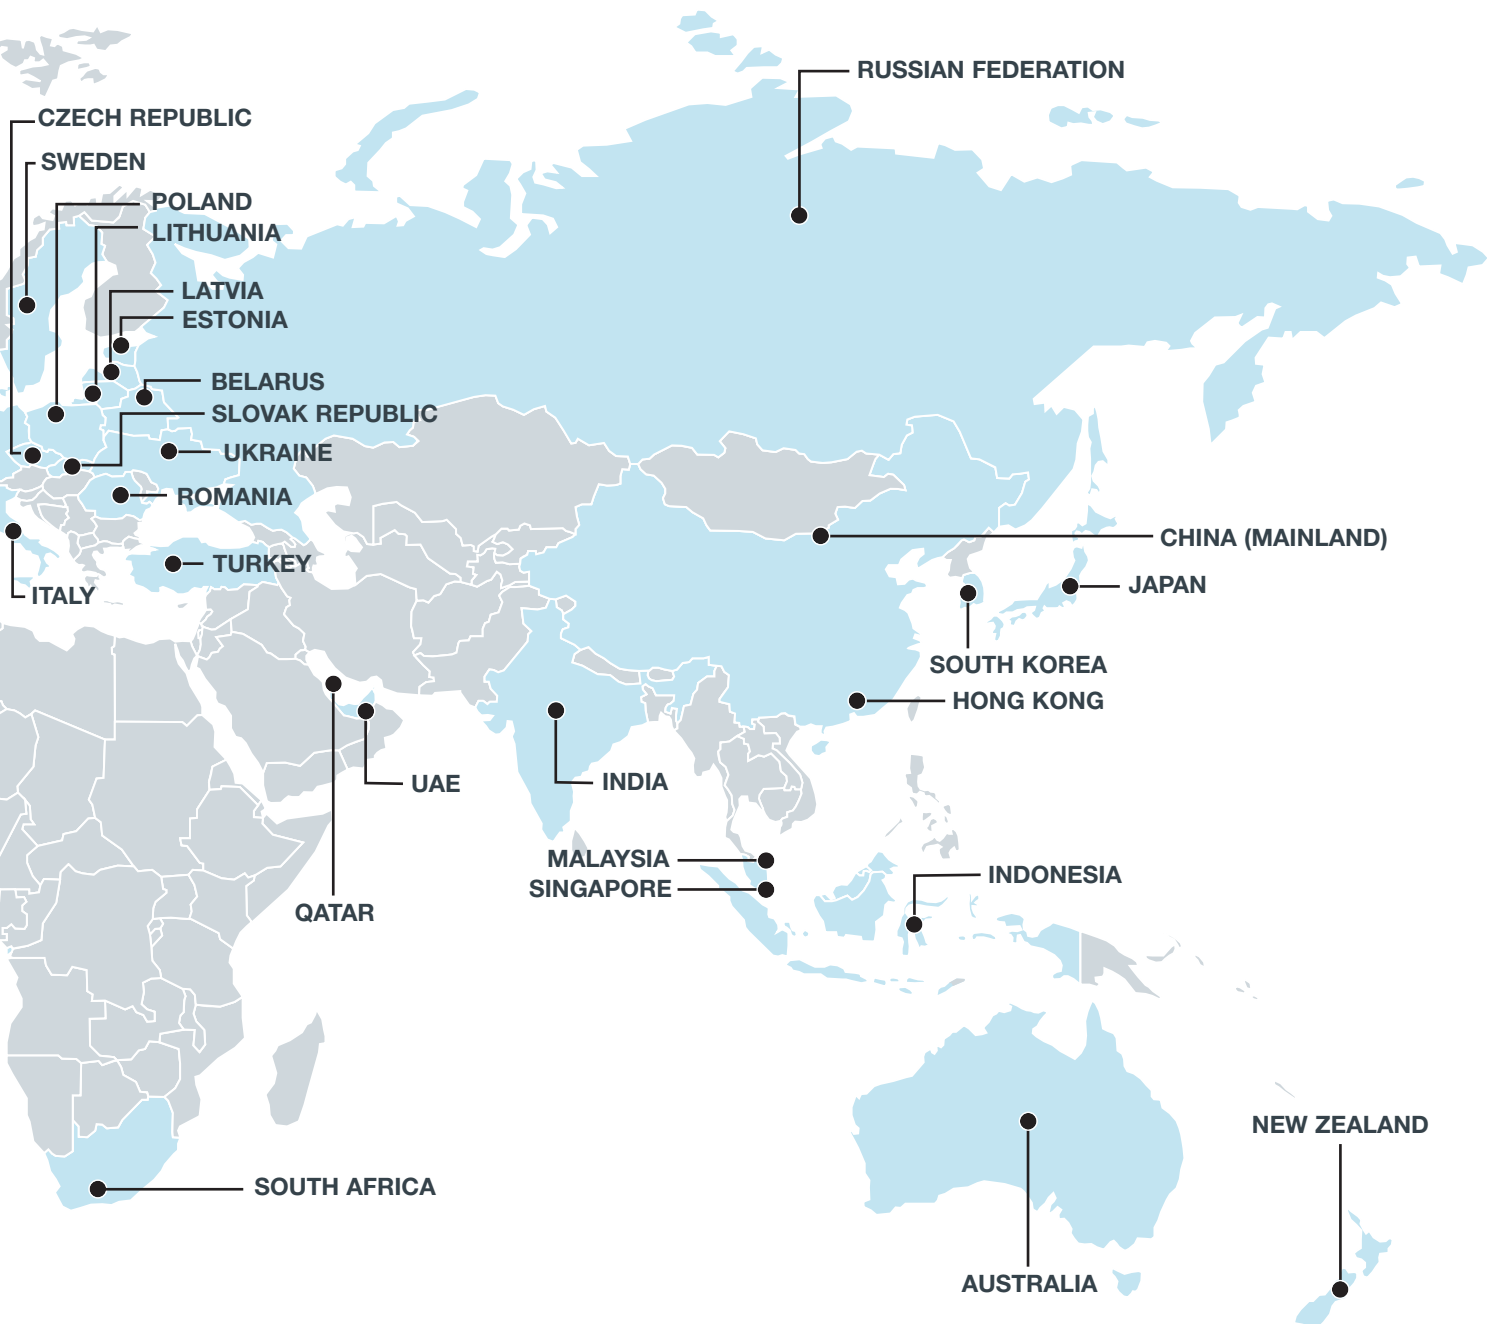 RUSSIAN FEDERATION
CZECH REPUBLIC
SWEDEN
POLAND
LITHUANIA
LATVIA
ESTONIA
BELARUS
SLOVAK REPUBLIC
UKRAINE
ROMANIA
CHINA (MAINLAND)
TURKEY
JAPAN
ITALY
SOUTH KOREA
HONG KONG
UAE
INDIA
MALAYSIA
INDONESIA
SINGAPORE
QATAR
NEW ZEALAND
SOUTH AFRICA
AUSTRALIA